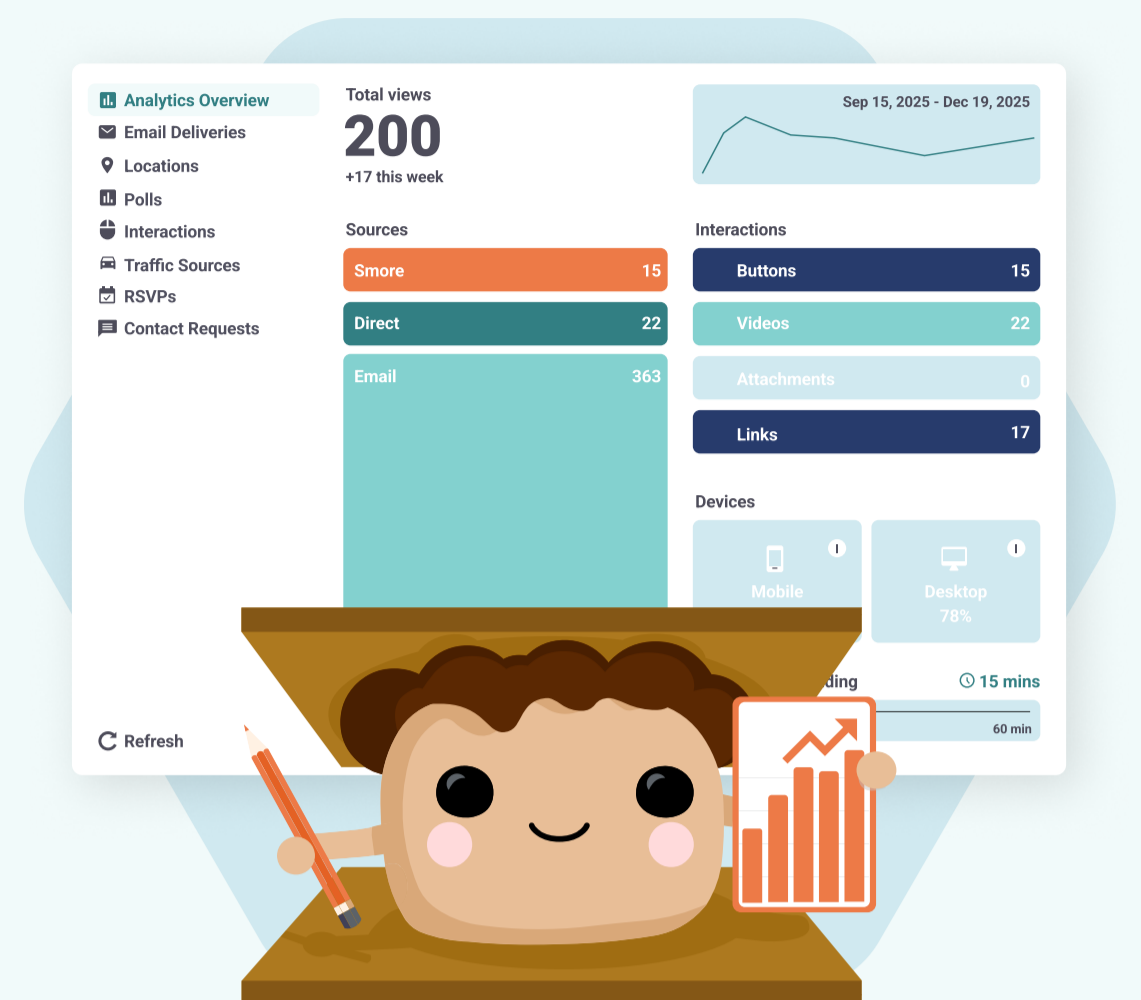 Analytics Overview
Email Deliveries
Locations
Polls
Interactions
Traffic Sources
RSVPs
Contact Requests
Refresh
Total views
200
+17 this week
Sep 15, 2025 - Dec 19, 2025
Sources
Smore 15
Direct 22
Email 363
Interactions
Buttons 15
Videos 22
Attachments 0
Links 17
Devices
Mobile
Desktop
78%
ding 15 mins
60 min